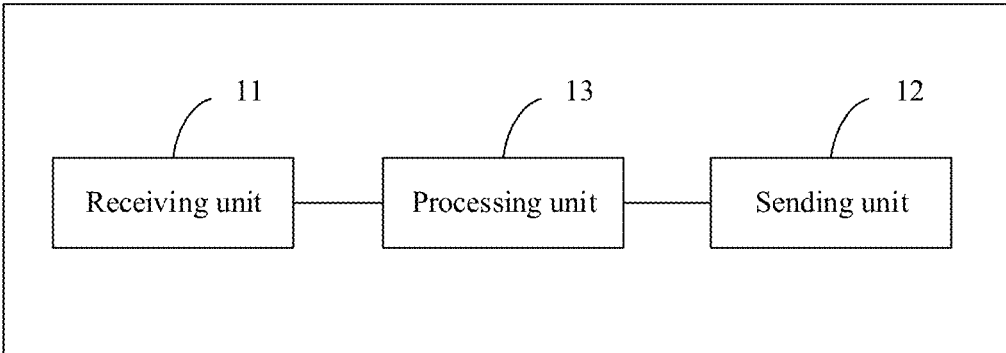 11
13
12
Receiving unit
Processing unit
Sending unit